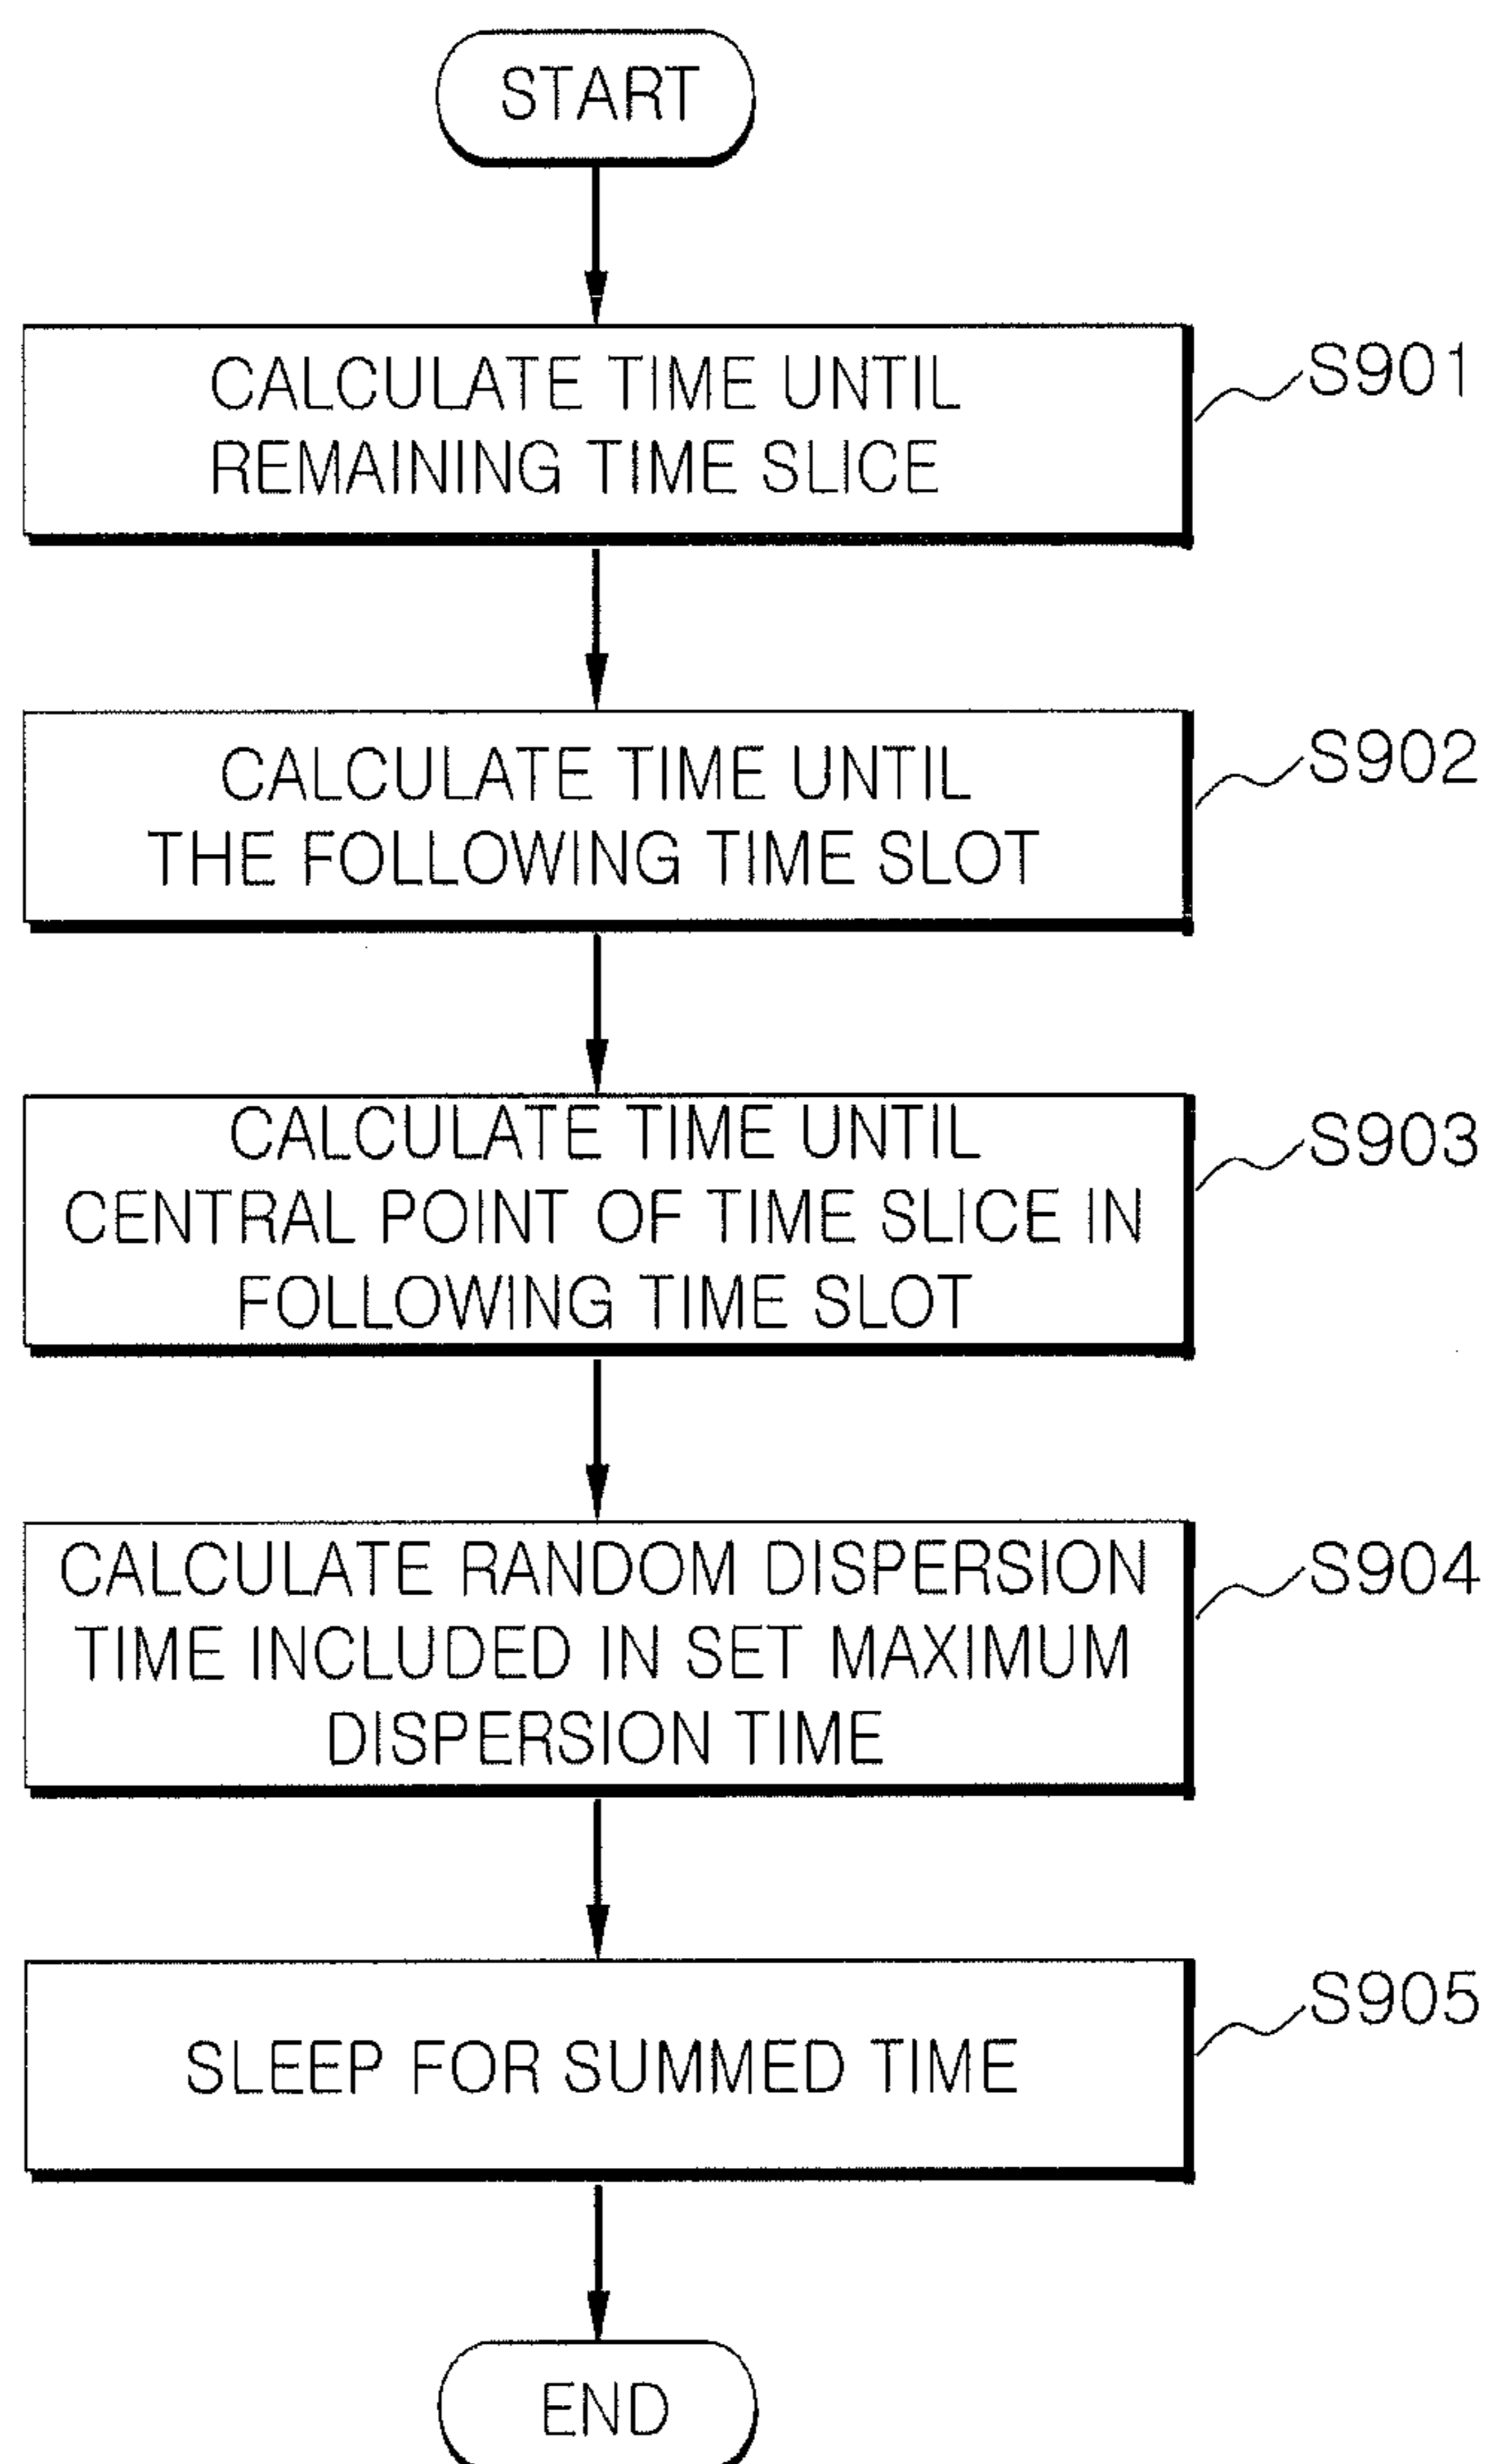 START
CALCULATE TIME UNTIL
REMAINING TIME SLICE
S901
CALCULATE TIME UNTIL
THE FOLLOWING TIME SLOT
S902
CALCULATE TIME UNTIL
CENTRAL POINT OF TIME SLICE IN
FOLLOWING TIME SLOT
S903
CALCULATE RANDOM DISPERSION
TIME INCLUDED IN SET MAXIMUM
DISPERSION TIME
S904
SLEEP FOR SUMMED TIME
S905
END